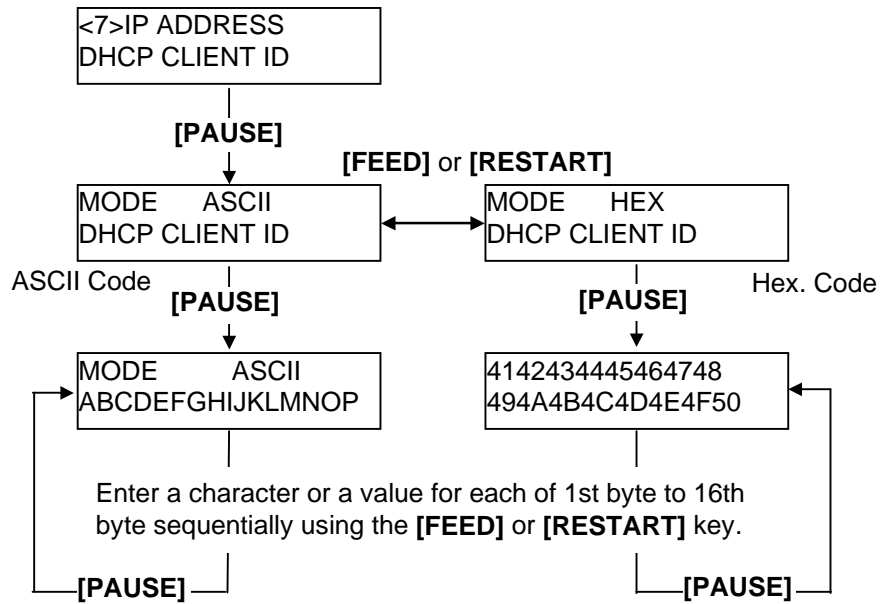 <7>IP ADDRESS
DHCP CLIENT ID
[PAUSE]
[FEED] or [RESTART]
MODE ASCII
DHCP CLIENT ID
MODE HEX
DHCP CLIENT ID
ASCII Code
[PAUSE]
[PAUSE]
Hex. Code
MODE ASCII
ABCDEFGHIJKLMNOP
4142434445464748
494A4B4C4D4E4F50
Enter a character or a value for each of 1st byte to 16th
byte sequentially using the [FEED] or [RESTART] key.
[PAUSE]
[PAUSE]